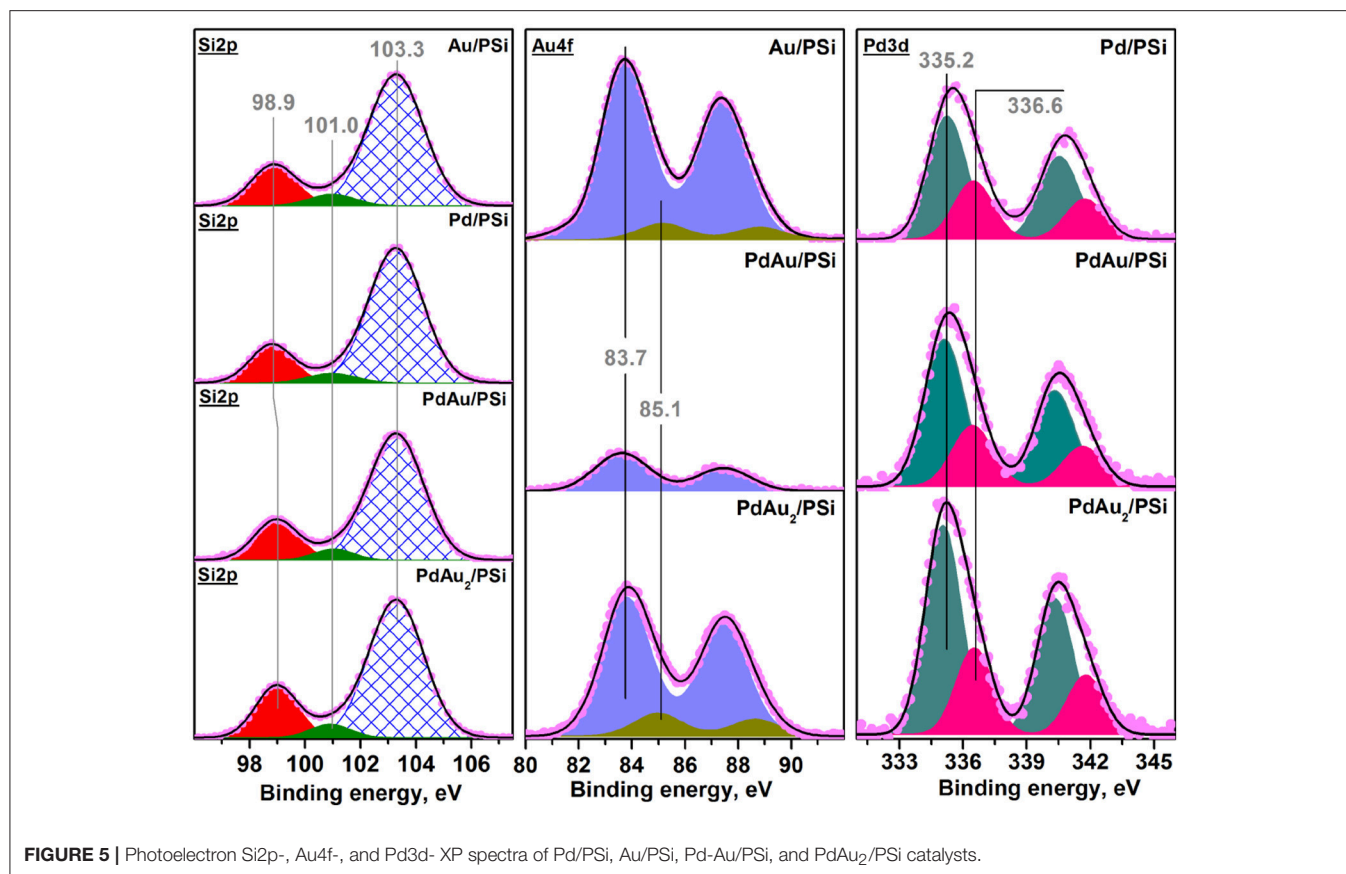 Si2p
Au/PSi
103.3
98.9
101.0
Si2p
Pd/PSi
Si2p
PdAu/PSi
Si2p
PdAu₂/PSi
98 100 102 104 106
Binding energy, eV
Au4f
Au/PSi
PdAu/PSi
83.7
85.1
PdAu₂/PSi
80 82 84 86 88 90
Binding energy, eV
Pd3d
Pd/PSi
335.2
336.6
PdAu/PSi
PdAu₂/PSi
333 336 339 342 345
Binding energy, eV
FIGURE 5 | Photoelectron Si2p-, Au4f-, and Pd3d- XP spectra of Pd/PSi, Au/PSi, Pd-Au/PSi, and PdAu₂/PSi catalysts.